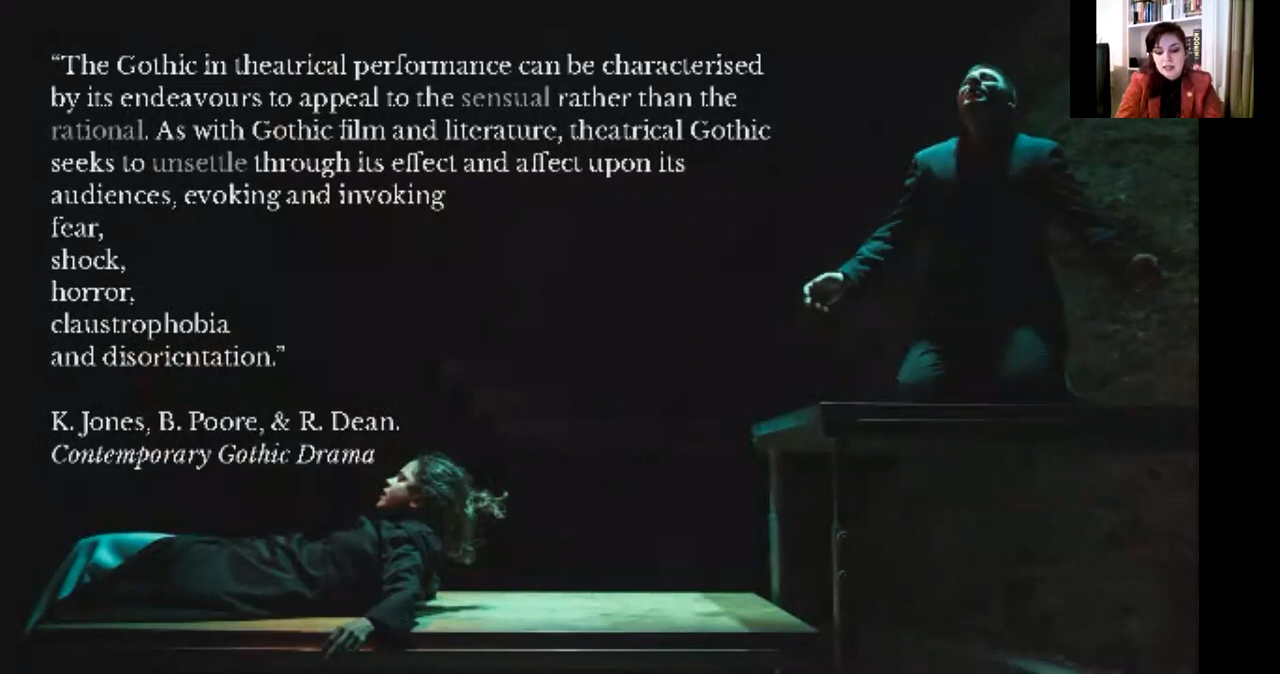 “The Gothic in theatrical performance can be characterised
by its endeavours to appeal to the sensual rather than the
rational. As with Gothic film and literature, theatrical Gothic
seeks to unsettle through its effect and affect upon its
audiences, evoking and invoking
fear,
shock,
horror,
claustrophobia
and disorientation.”
K. Jones, B. Poore, & R. Dean.
Contemporary Gothic Drama